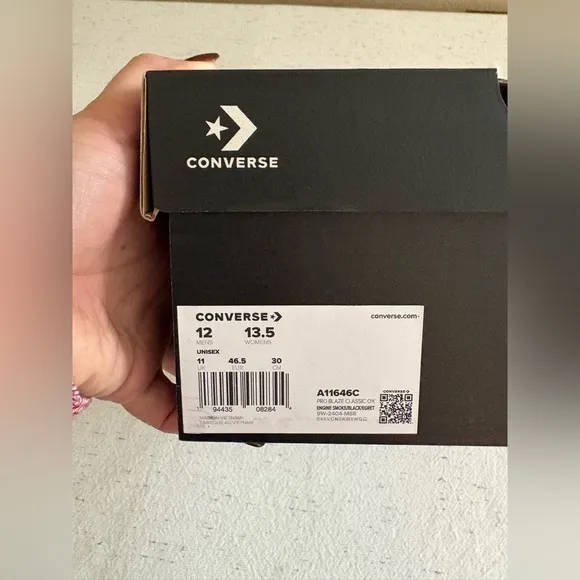 CONVERSE
CONVERSE
converse.com
12 13.5
MENS WOMENS
UNISEX
11 46.5 30
UK EUR CM
A11646C
CONVERSE
PRO BLAZE CLASSIC OX
ENGINE SMOKE/BLACK/EGRET
94435 08284